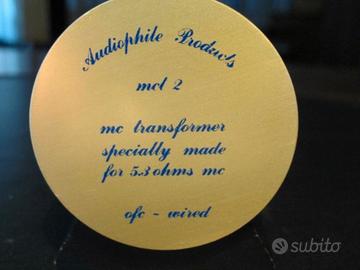 Audiophile Products
mct 2
mc transformer
specially made
for 5.3 ohms mc
ofc - wired
subito